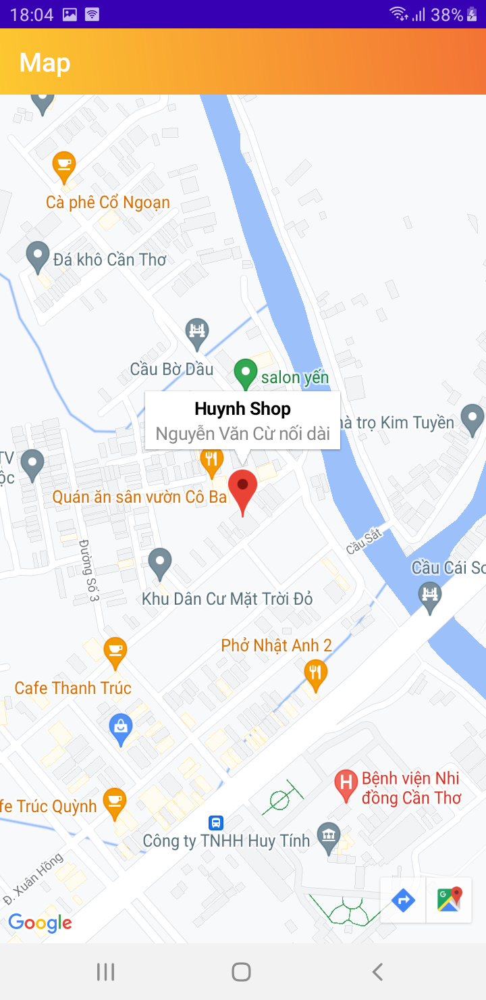 18:04
38%
Map
Cà phê Cổ Ngoạn
Đá khô Cần Thơ
Cầu Bờ Dầu
salon yến
Huynh Shop
Nguyễn Văn Cừ nối dài
hà trọ Kim Tuyền
TV
ộc
Quán ăn sân vườn Cô Ba
Cầu Sắt
Đường Số 3
Cầu Cái Sơ
Khu Dân Cư Mặt Trời Đỏ
Phở Nhật Anh 2
Cafe Thanh Trúc
H
Bệnh viện Nhi
đồng Cần Thơ
fe Trúc Quỳnh
Công ty TNHH Huy Tính
Đ. Xuân Hồng
G
Google